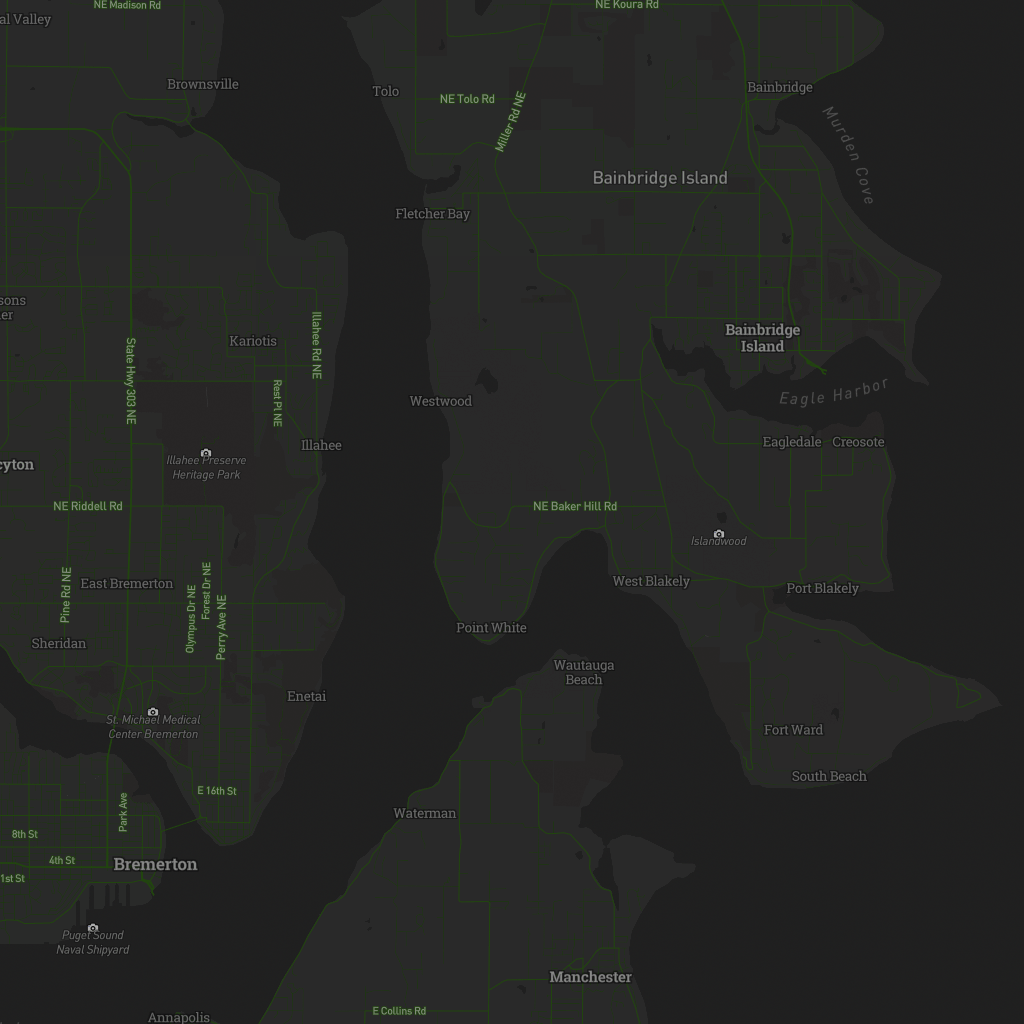 NE Madison Rd
NE Koura Rd
al Valley
Brownsville
Tolo
NE Tolo Rd
Miller Rd NE
Bainbridge
Murden Cove
Bainbridge Island
Fletcher Bay
sons
er
Kariotis
Illahee Rd NE
State Hwy 303 NE
Rest Pl NE
Bainbridge
Island
Eagle Harbor
Westwood
Illahee
Eagledale
Creosote
cyton
Illahee Preserve
Heritage Park
NE Riddell Rd
NE Baker Hill Rd
Islandwood
East Bremerton
Pine Rd NE
Olympus Dr NE
Forest Dr NE
Perry Ave NE
West Blakely
Port Blakely
Sheridan
Point White
Wautauga
Beach
Enetai
St. Michael Medical
Center Bremerton
Fort Ward
South Beach
E 16th St
Park Ave
Waterman
8th St
4th St
1st St
Bremerton
Puget Sound
Naval Shipyard
Manchester
E Collins Rd
Annapolis